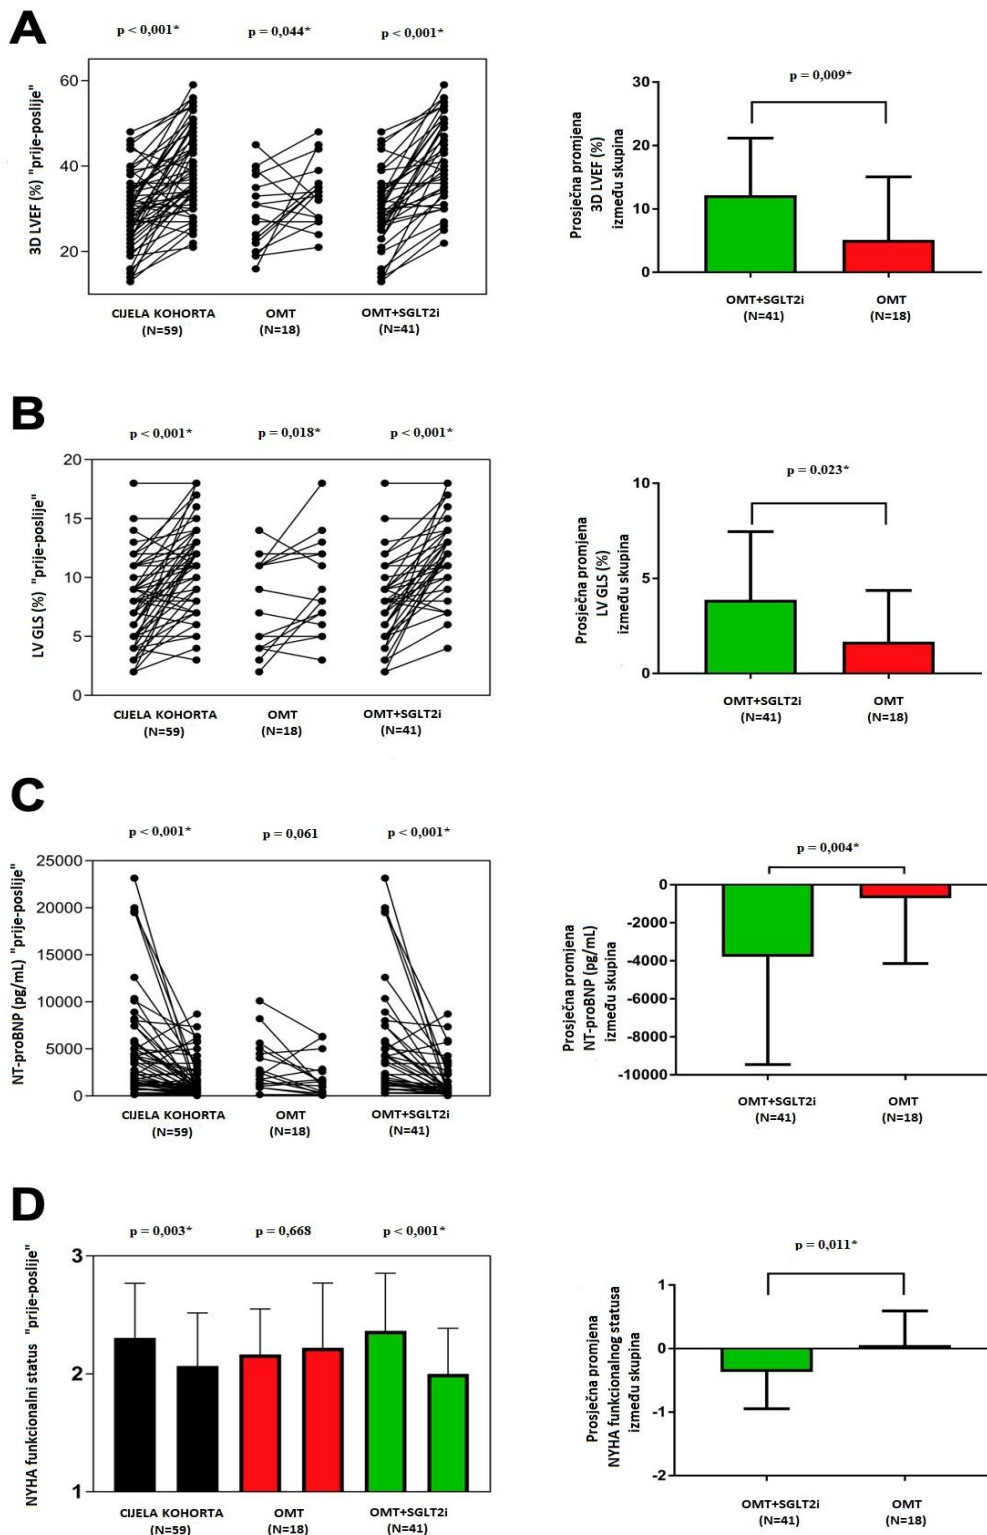 A
p < 0,001*
p = 0,044*
p < 0,001*
3D LVEF (%) "prije-poslije"
60
40
20
CIJELA KOHORTA
(N=59)
OMT
(N=18)
OMT+SGLT2i
(N=41)
p = 0,009*
Prosječna promjena
3D LVEF (%)
između skupina
30
20
10
0
OMT+SGLT2i
(N=41)
OMT
(N=18)
B
p < 0,001*
p = 0,018*
p < 0,001*
LV GLS (%) "prije-poslije"
20
15
10
5
0
CIJELA KOHORTA
(N=59)
OMT
(N=18)
OMT+SGLT2i
(N=41)
p = 0,023*
Prosječna promjena
LV GLS (%)
između skupina
10
5
0
OMT+SGLT2i
(N=41)
OMT
(N=18)
C
p < 0,001*
p = 0,061
p < 0,001*
NT-proBNP (pg/mL) "prije-poslije"
25000
20000
15000
10000
5000
0
CIJELA KOHORTA
(N=59)
OMT
(N=18)
OMT+SGLT2i
(N=41)
p = 0,004*
Prosječna promjena
NT-proBNP (pg/mL)
između skupina
0
-2000
-4000
-6000
-8000
-10000
OMT+SGLT2i
(N=41)
OMT
(N=18)
D
p = 0,003*
p = 0,668
p < 0,001*
NYHA funkcionalni status "prije-poslije"
3
2
1
CIJELA KOHORTA
(N=59)
OMT
(N=18)
OMT+SGLT2i
(N=41)
p = 0,011*
Prosječna promjena
NYHA funkcionalnog statusa
između skupina
1
0
-1
-2
OMT+SGLT2i
(N=41)
OMT
(N=18)